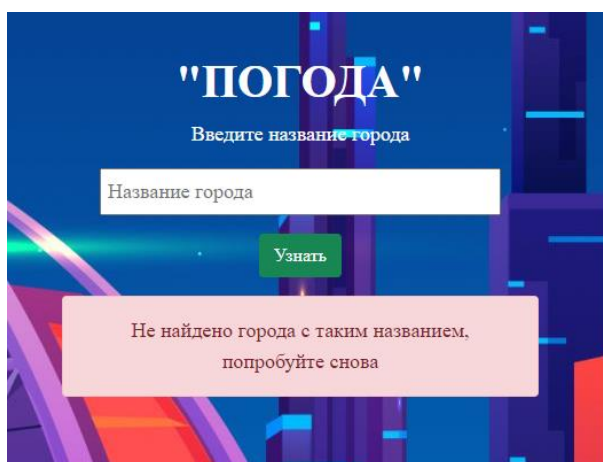 "ПОГОДА"
Введите название города
Название города
Узнать
Не найдено города с таким названием,
попробуйте снова